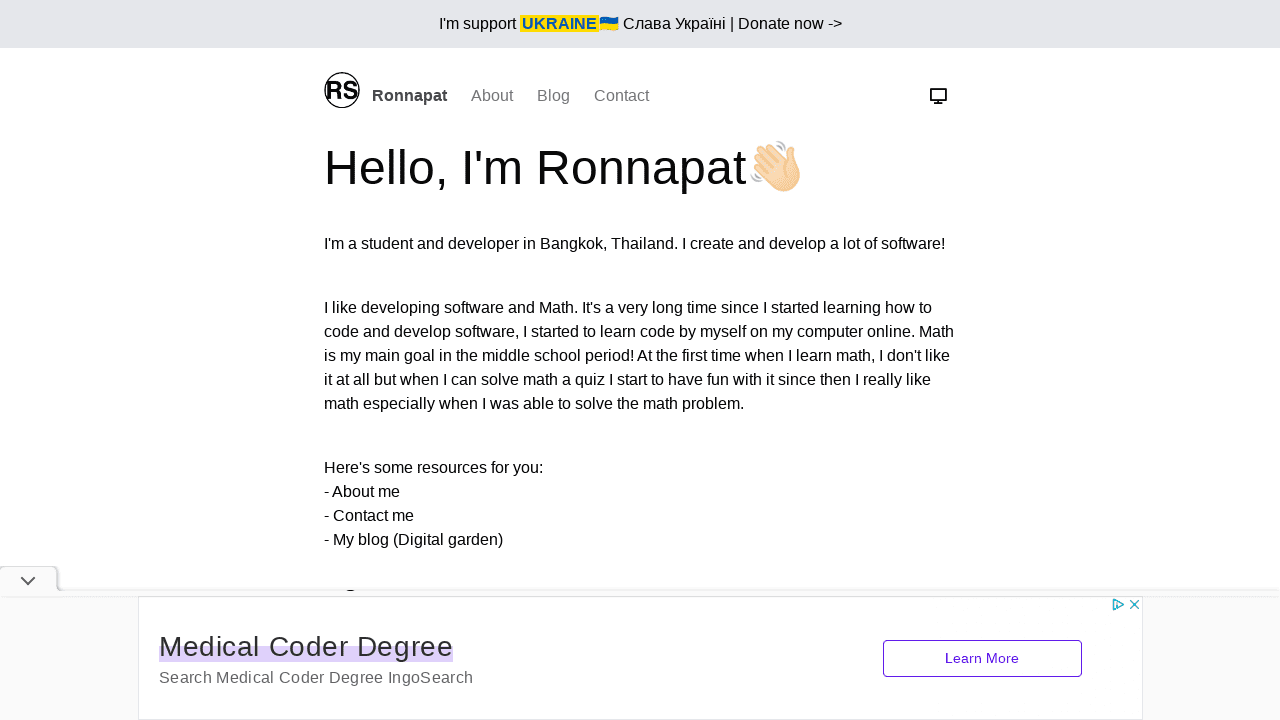 I'm support UKRAINE🇺🇦 Слава Україні | Donate now ->
RS Ronnapat About Blog Contact
Hello, I'm Ronnapat👋🏻
I'm a student and developer in Bangkok, Thailand. I create and develop a lot of software!
I like developing software and Math. It's a very long time since I started learning how to
code and develop software, I started to learn code by myself on my computer online. Math
is my main goal in the middle school period! At the first time when I learn math, I don't like
it at all but when I can solve math a quiz I start to have fun with it since then I really like
math especially when I was able to solve the math problem.
Here's some resources for you:
- About me
- Contact me
- My blog (Digital garden)
Medical Coder Degree
Search Medical Coder Degree IngoSearch
Learn More